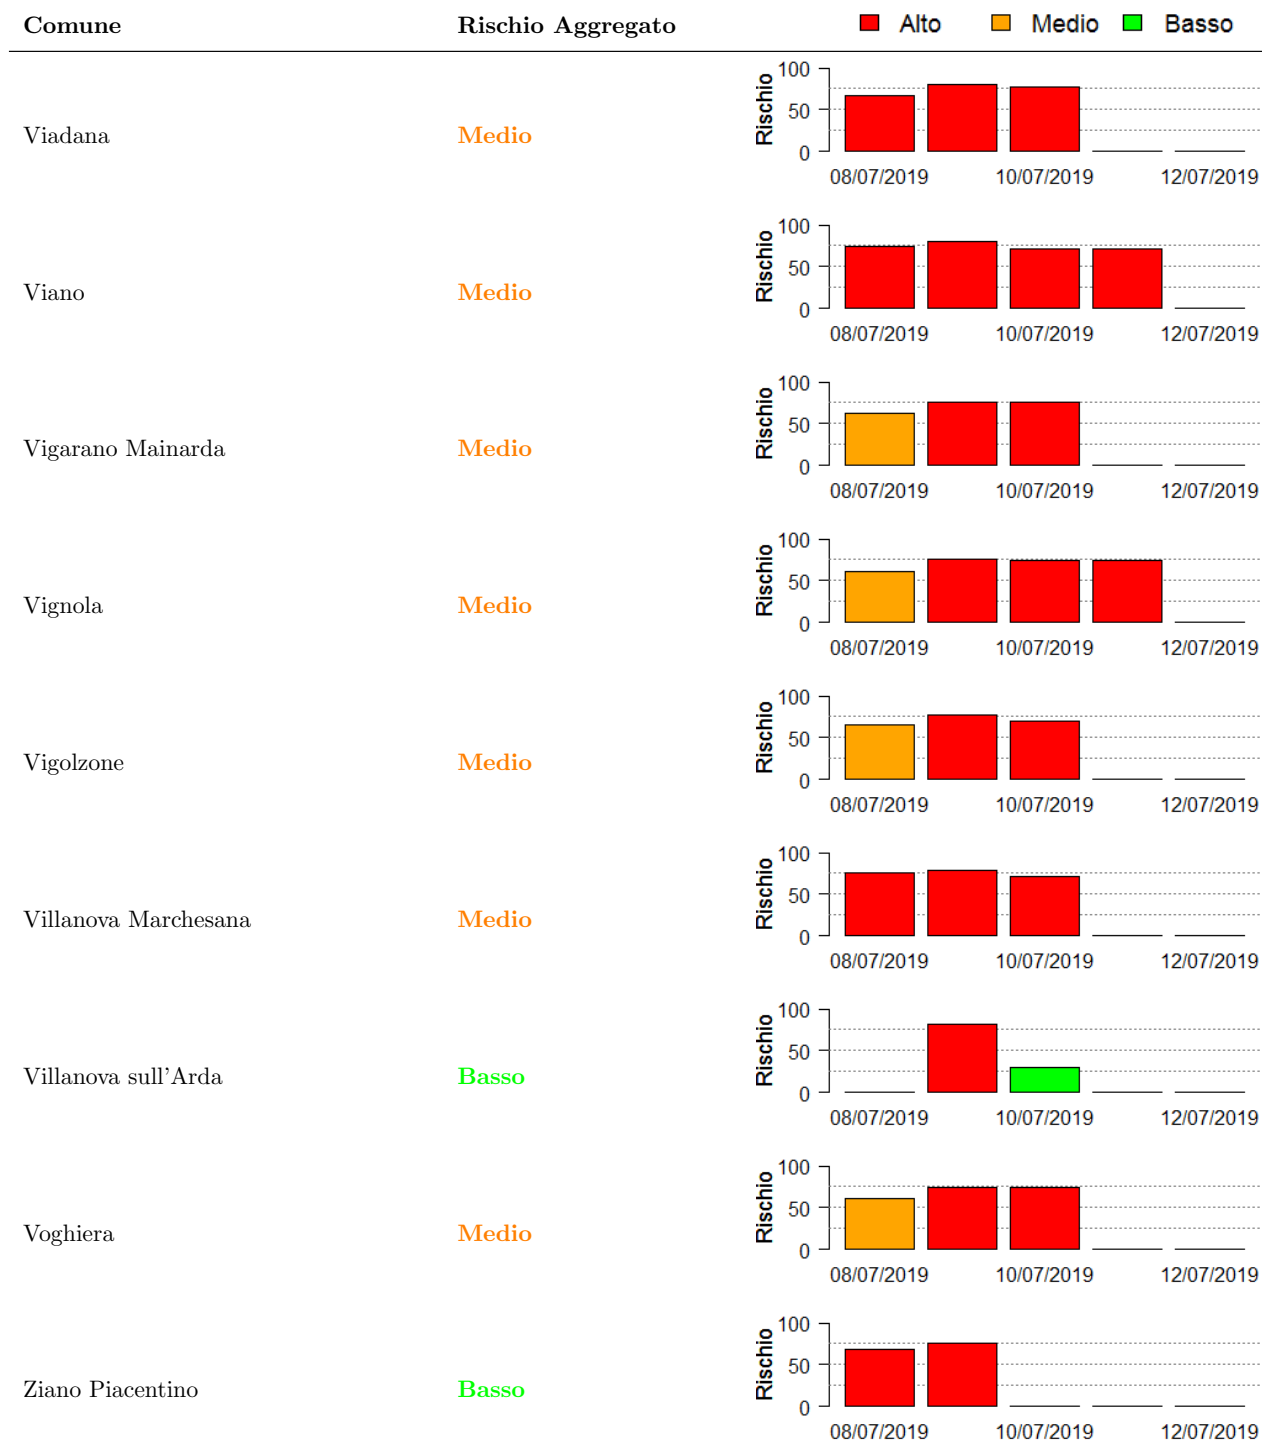 Comune Rischio Aggregato Alto Medio Basso
Viadana Medio Rischio 100 50 0
08/07/2019 10/07/2019 12/07/2019
Viano Medio Rischio 100 50 0
08/07/2019 10/07/2019 12/07/2019
Vigarano Mainarda Medio Rischio 100 50 0
08/07/2019 10/07/2019 12/07/2019
Vignola Medio Rischio 100 50 0
08/07/2019 10/07/2019 12/07/2019
Vigolzone Medio Rischio 100 50 0
08/07/2019 10/07/2019 12/07/2019
Villanova Marchesana Medio Rischio 100 50 0
08/07/2019 10/07/2019 12/07/2019
Villanova sull'Arda Basso Rischio 100 50 0
08/07/2019 10/07/2019 12/07/2019
Voghiera Medio Rischio 100 50 0
08/07/2019 10/07/2019 12/07/2019
Ziano Piacentino Basso Rischio 100 50 0
08/07/2019 10/07/2019 12/07/2019